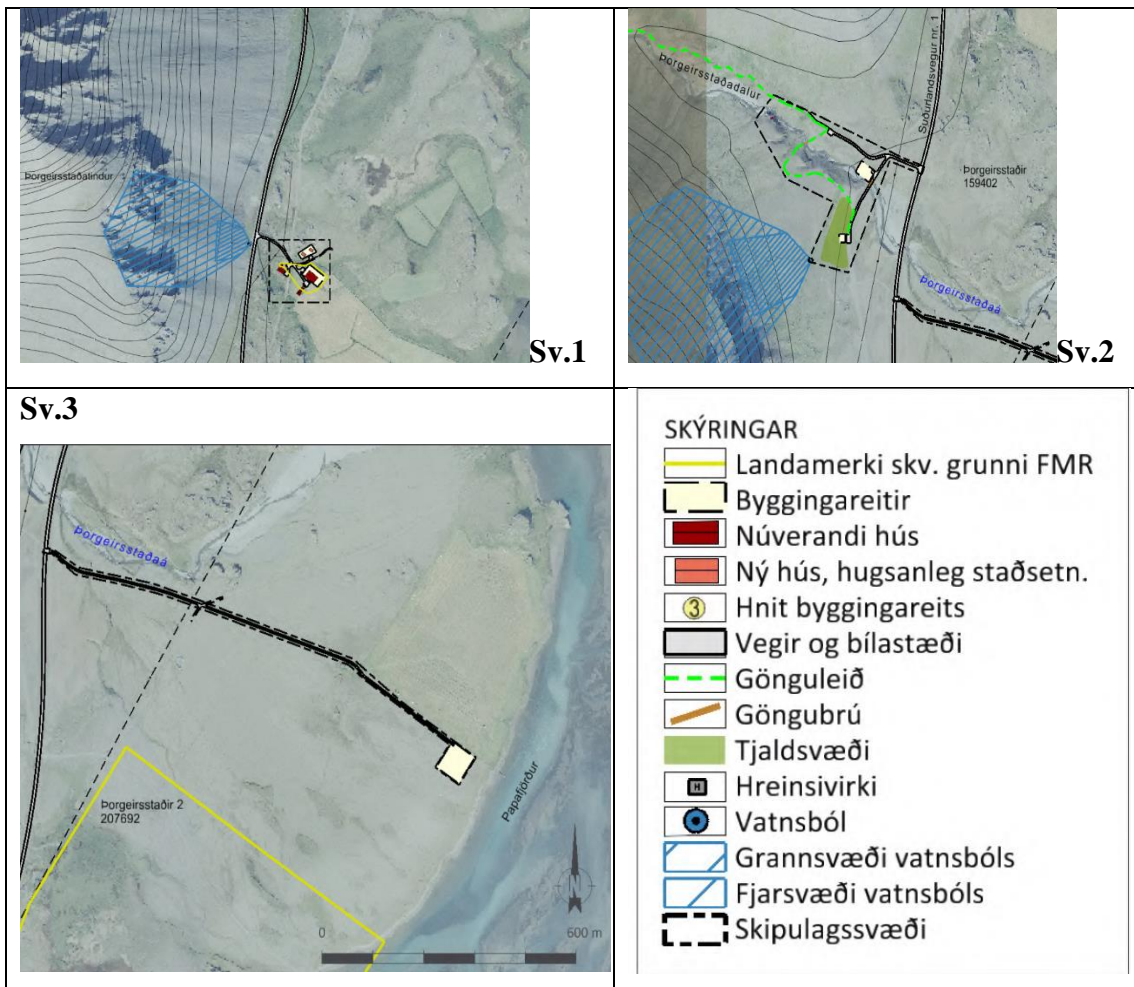 Þorgeirsstaðatindur
Sv.1
Þorgeirsstaðadalur
Suðurlandsvegur nr. 1
Þorgeirsstaðir
159402
Þorgeirsstaðaá
Sv.2
Sv.3
Þorgeirsstaðaá
Þorgeirsstaðir 2
207692
Papafjörður
N
0
600 m
SKÝRINGAR
Landamerki skv. grunni FMR
Byggingareitir
Núverandi hús
Ný hús, hugsanleg staðsetn.
3 Hnit byggingareits
Vegir og bílastæði
Gönguleið
Göngubrú
Tjaldsvæði
H Hreinsivirki
Vatnsból
Grannsvæði vatnsbóls
Fjarsvæði vatnsbóls
Skipulagssvæði